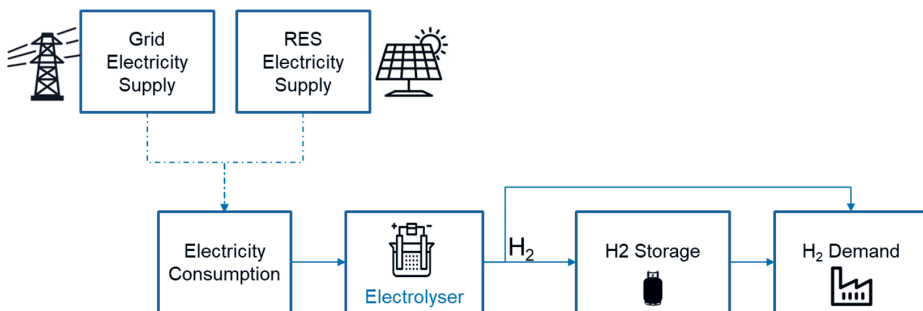 Grid
Electricity
Supply
RES
Electricity
Supply
Electricity
Consumption
+ −
Electrolyser
H₂
H2 Storage
H₂ Demand